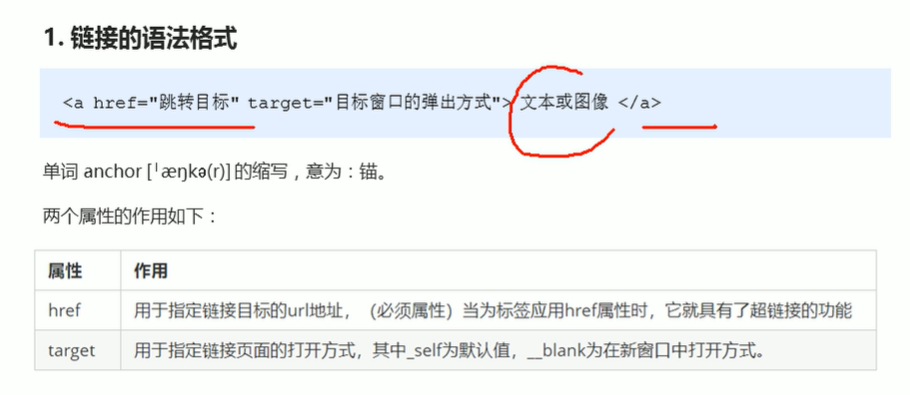 1. 链接的语法格式
<a href="跳转目标" target="目标窗口的弹出方式"> 文本或图像 </a>
单词 anchor [ˈæŋkə(r)] 的缩写，意为：锚。
两个属性的作用如下：
属性 作用
href 用于指定链接目标的url地址，（必须属性）当为标签应用href属性时，它就具有了超链接的功能
target 用于指定链接页面的打开方式，其中_self为默认值，__blank为在新窗口中打开方式。